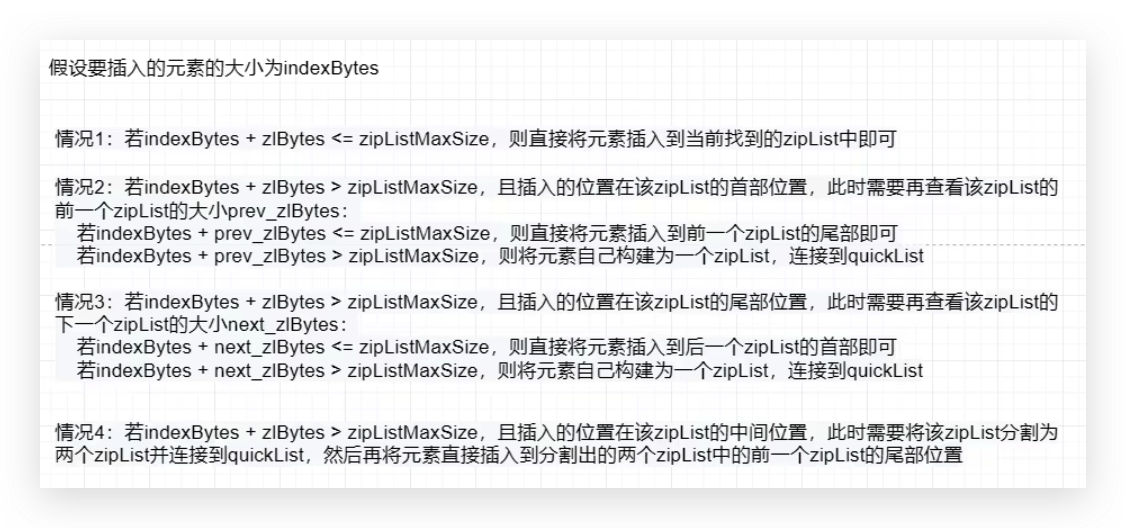 假设要插入的元素的大小为indexBytes
情况1：若indexBytes + zlBytes <= zipListMaxSize，则直接将元素插入到当前找到的zipList中即可
情况2：若indexBytes + zlBytes > zipListMaxSize，且插入的位置在该zipList的首部位置，此时需要再查看该zipList的
前一个zipList的大小prev_zlBytes：
若indexBytes + prev_zlBytes <= zipListMaxSize，则直接将元素插入到前一个zipList的尾部即可
若indexBytes + prev_zlBytes > zipListMaxSize，则将元素自己构建为一个zipList，连接到quickList
情况3：若indexBytes + zlBytes > zipListMaxSize，且插入的位置在该zipList的尾部位置，此时需要再查看该zipList的
下一个zipList的大小next_zlBytes：
若indexBytes + next_zlBytes <= zipListMaxSize，则直接将元素插入到后一个zipList的首部即可
若indexBytes + next_zlBytes > zipListMaxSize，则将元素自己构建为一个zipList，连接到quickList
情况4：若indexBytes + zlBytes > zipListMaxSize，且插入的位置在该zipList的中间位置，此时需要将该zipList分割为
两个zipList并连接到quickList，然后再将元素直接插入到分割出的两个zipList中的前一个zipList的尾部位置